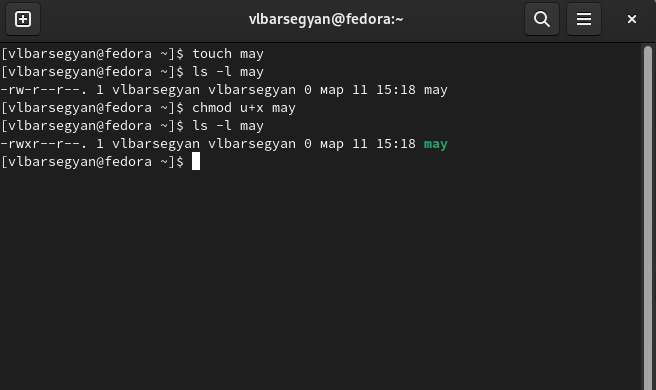 vlbarsegyan@fedora:~
[vlbarsegyan@fedora ~]$ touch may
[vlbarsegyan@fedora ~]$ ls -l may
-rw-r--r--. 1 vlbarsegyan vlbarsegyan 0 мар 11 15:18 may
[vlbarsegyan@fedora ~]$ chmod u+x may
[vlbarsegyan@fedora ~]$ ls -l may
-rwxr--r--. 1 vlbarsegyan vlbarsegyan 0 мар 11 15:18 may
[vlbarsegyan@fedora ~]$